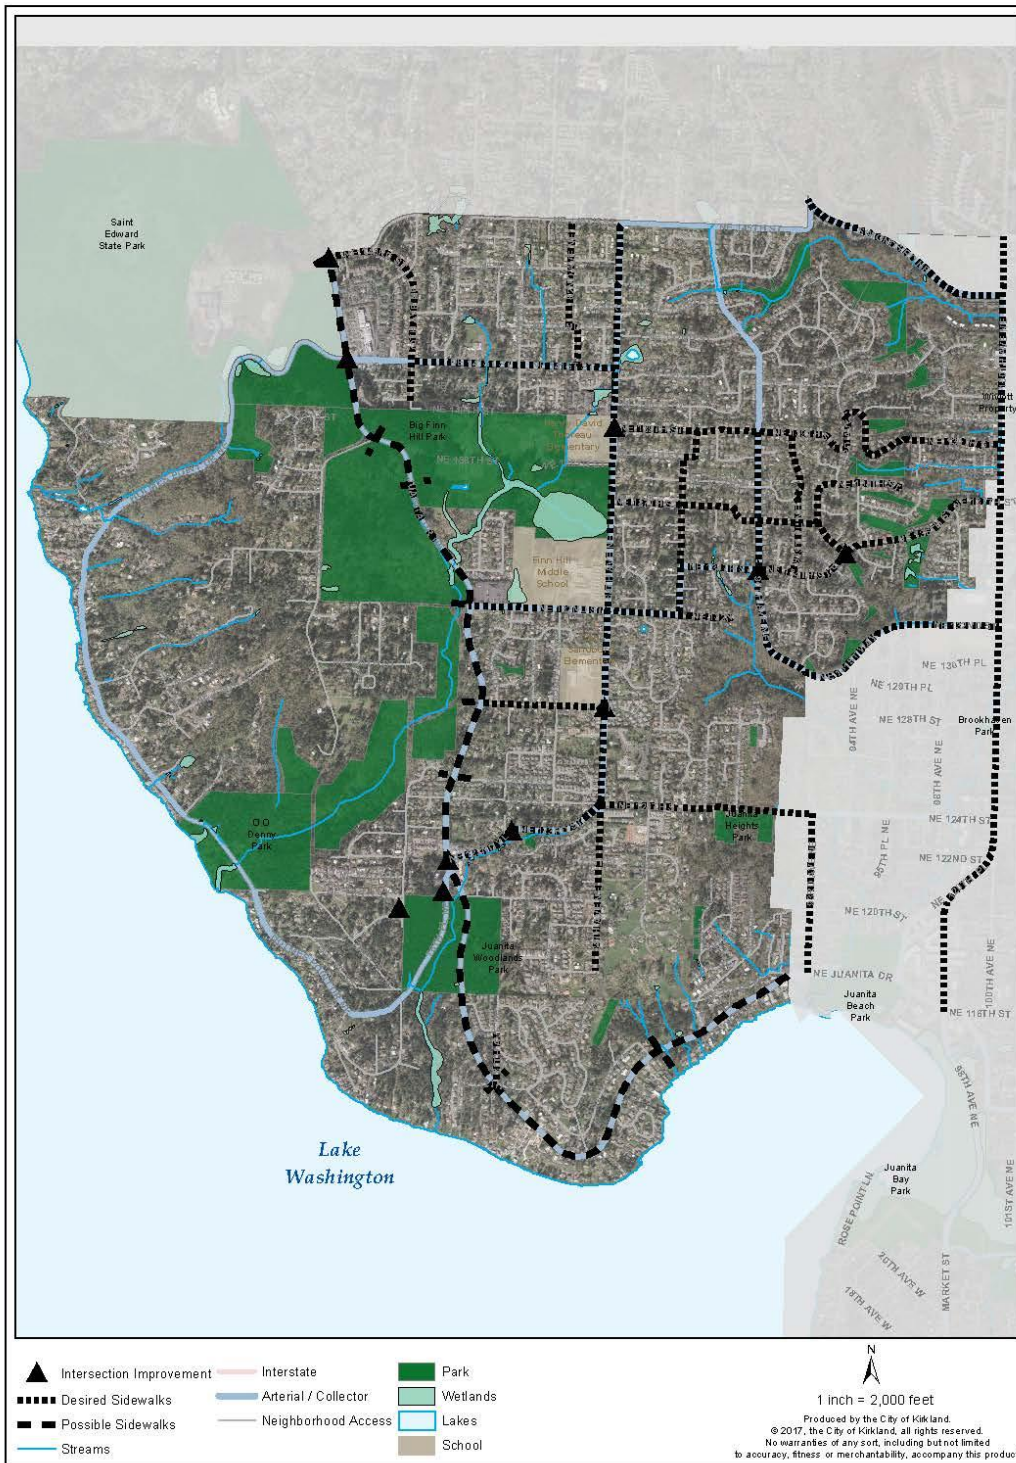 Saint
Edward
State Park
Big Finn
Hill Park
Finn Hill
Middle
School
O O
Denny
Park
Juanita
Woodlands
Park
Juanita
Heights
Park
NE 130TH PL
NE 129TH PL
94TH AVE NE
NE 128TH ST
Brookhaven
Park
98TH AVE NE
NE 124TH ST
95TH PL NE
NE 122ND ST
NE 120TH ST
NE JUANITA DR
Juanita
Beach
Park
100TH AVE NE
NE 116TH ST
98TH AVE NE
Lake
Washington
Juanita
Bay
Park
ROSE POINT LN
101ST AVE NE
20TH AVE W
MARKET ST
18TH AVE W
Intersection Improvement
Desired Sidewalks
Possible Sidewalks
Streams
Interstate
Arterial / Collector
Neighborhood Access
Park
Wetlands
Lakes
School
N
1 inch = 2,000 feet
Produced by the City of Kirkland.
© 2017, the City of Kirkland, all rights reserved.
No warranties of any sort, including but not limited
to accuracy, fitness or merchantability, accompany this produc